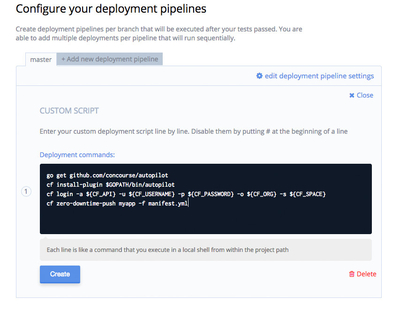 Configure your deployment pipelines
Create deployment pipelines per branch that will be executed after your tests passed. You are
able to add multiple deployments per pipeline that will run sequentially.
master + Add new deployment pipeline
edit deployment pipeline settings
Close
CUSTOM SCRIPT
Enter your custom deployment script line by line. Disable them by putting # at the beginning of a line
Deployment commands:
go get github.com/concourse/autopilot
cf install-plugin $GOPATH/bin/autopilot
cf login -a ${CF_API} -u ${CF_USERNAME} -p ${CF_PASSWORD} -o ${CF_ORG} -s ${CF_SPACE}
1
cf zero-downtime-push myapp -f manifest.yml
Each line is like a command that you execute in a local shell from within the project path
Create
Delete